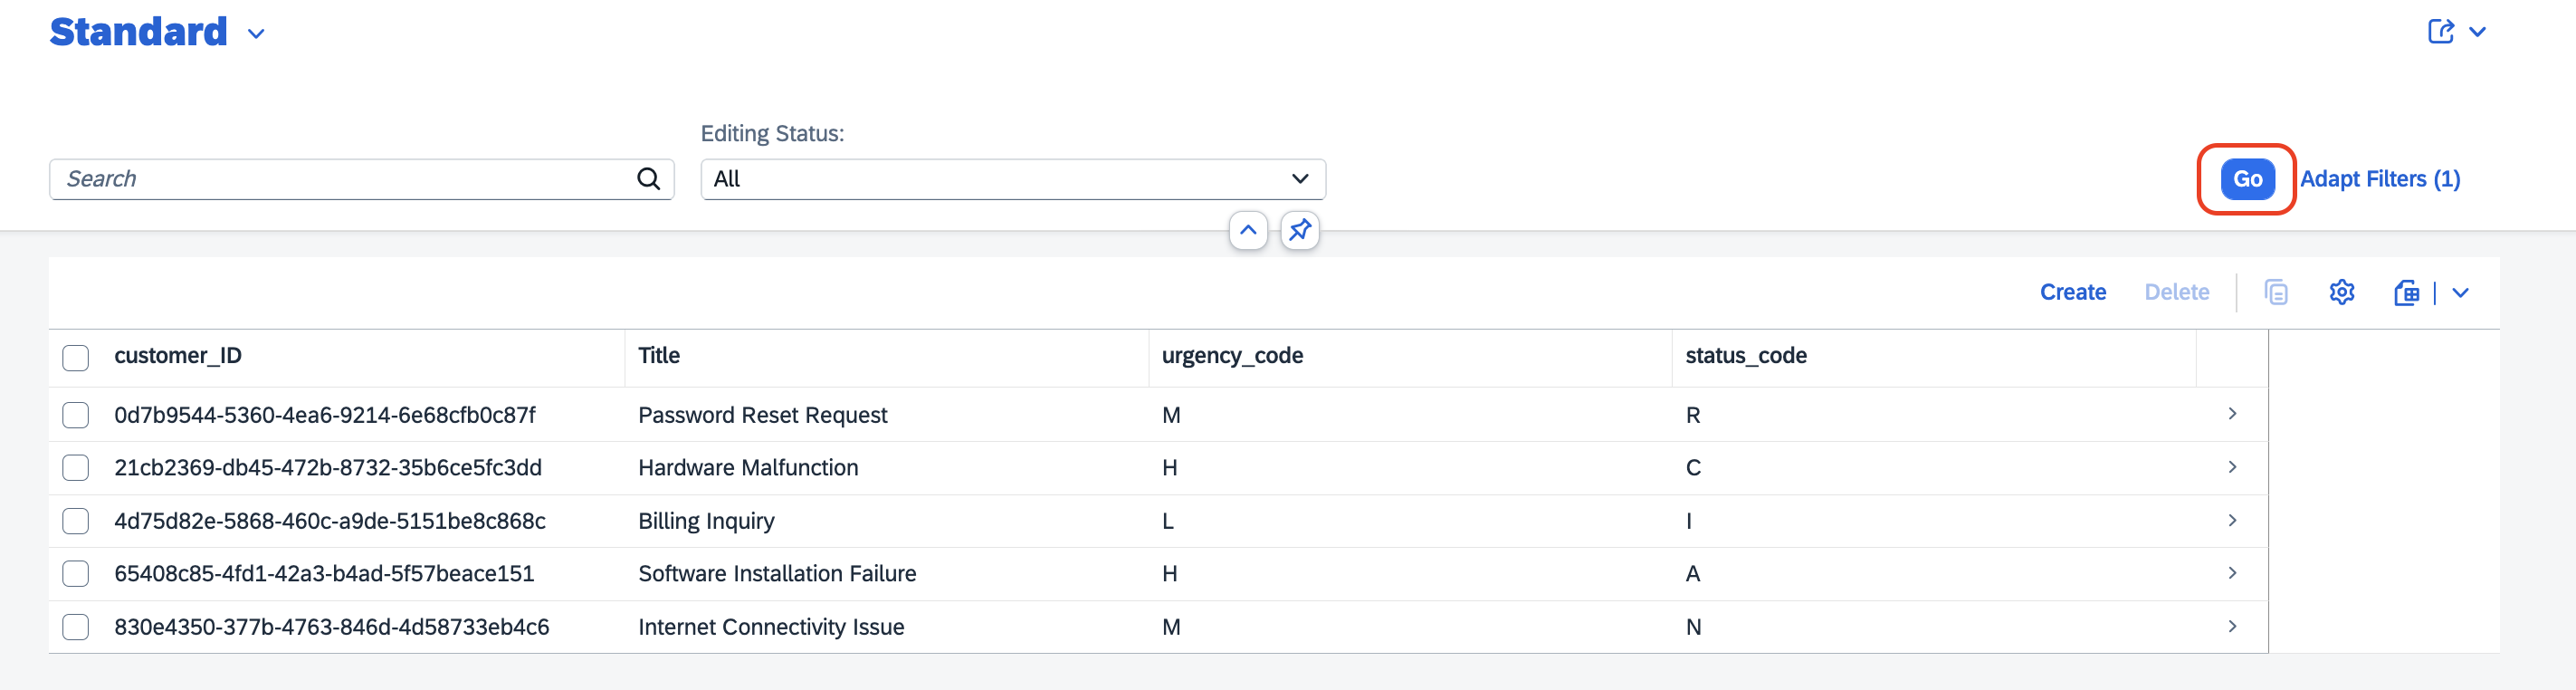 Standard
Editing Status:
Search
All
Go
Adapt Filters (1)
Create Delete
customer_ID Title urgency_code status_code
0d7b9544-5360-4ea6-9214-6e68cfb0c87f Password Reset Request M R
21cb2369-db45-472b-8732-35b6ce5fc3dd Hardware Malfunction H C
4d75d82e-5868-460c-a9de-5151be8c868c Billing Inquiry L I
65408c85-4fd1-42a3-b4ad-5f57beace151 Software Installation Failure H A
830e4350-377b-4763-846d-4d58733eb4c6 Internet Connectivity Issue M N